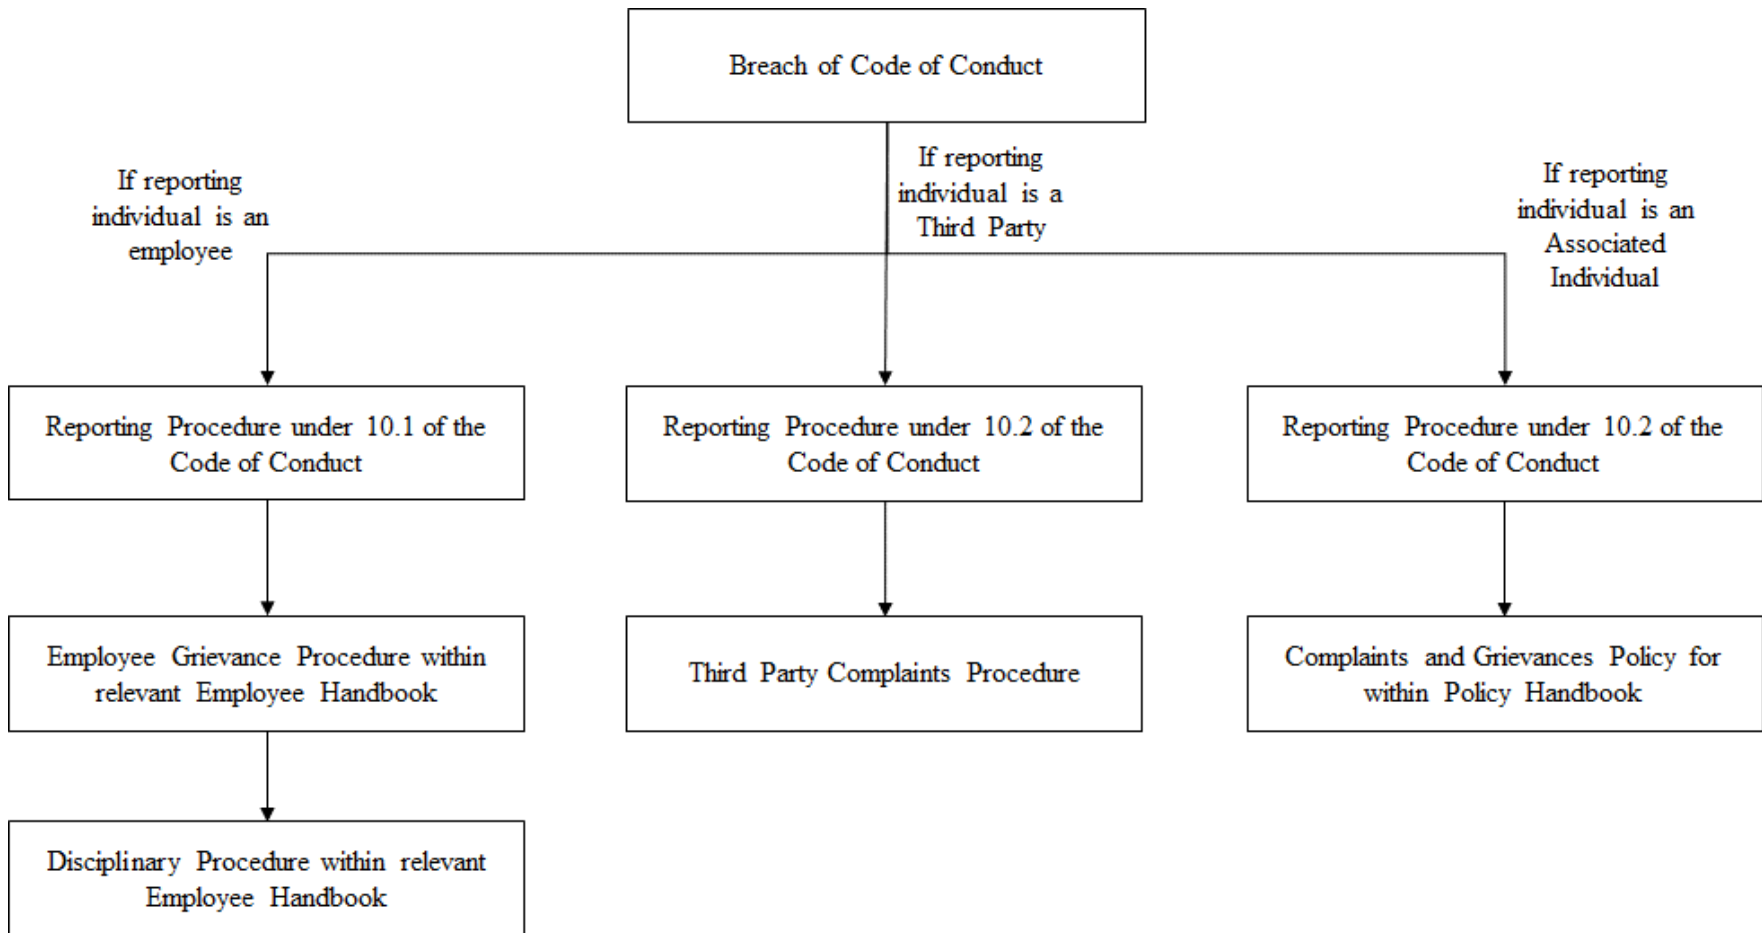 Breach of Code of Conduct
If reporting
individual is an
employee
If reporting
individual is a
Third Party
If reporting
individual is an
Associated
Individual
Reporting Procedure under 10.1 of the
Code of Conduct
Reporting Procedure under 10.2 of the
Code of Conduct
Reporting Procedure under 10.2 of the
Code of Conduct
Employee Grievance Procedure within
relevant Employee Handbook
Third Party Complaints Procedure
Complaints and Grievances Policy for
within Policy Handbook
Disciplinary Procedure within relevant
Employee Handbook